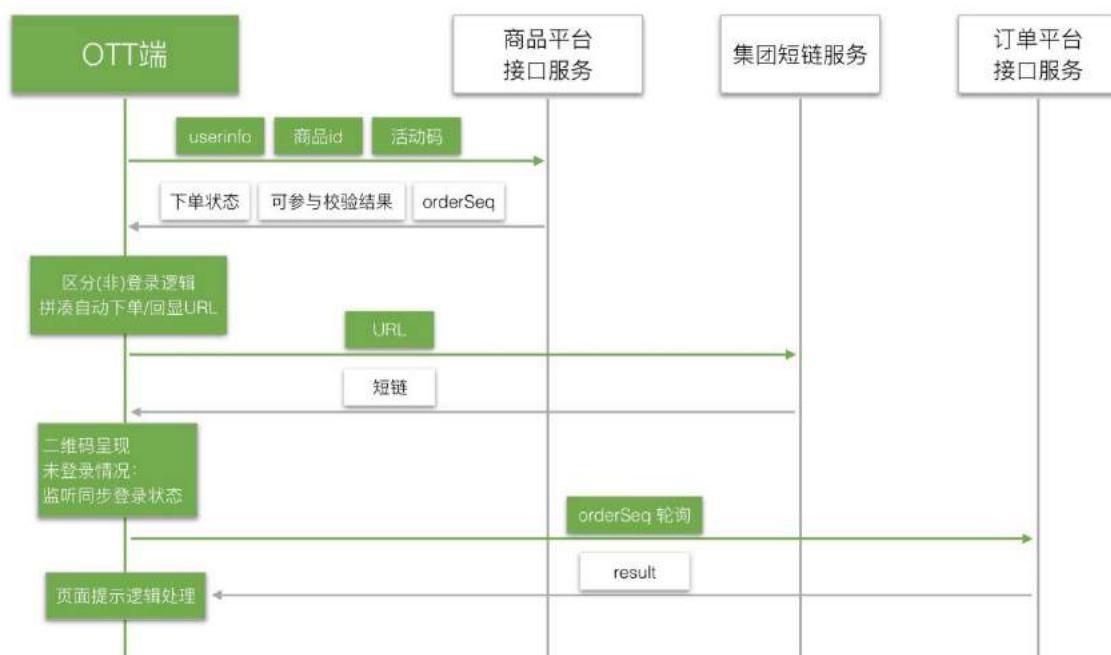 OTT端
商品平台
接口服务
集团短链服务
订单平台
接口服务
userinfo
商品id
活动码
下单状态
可参与校验结果
orderSeq
区分(非)登录逻辑
拼凑自动下单/回显URL
URL
短链
二维码呈现
未登录情况：
监听同步登录状态
orderSeq 轮询
result
页面提示逻辑处理